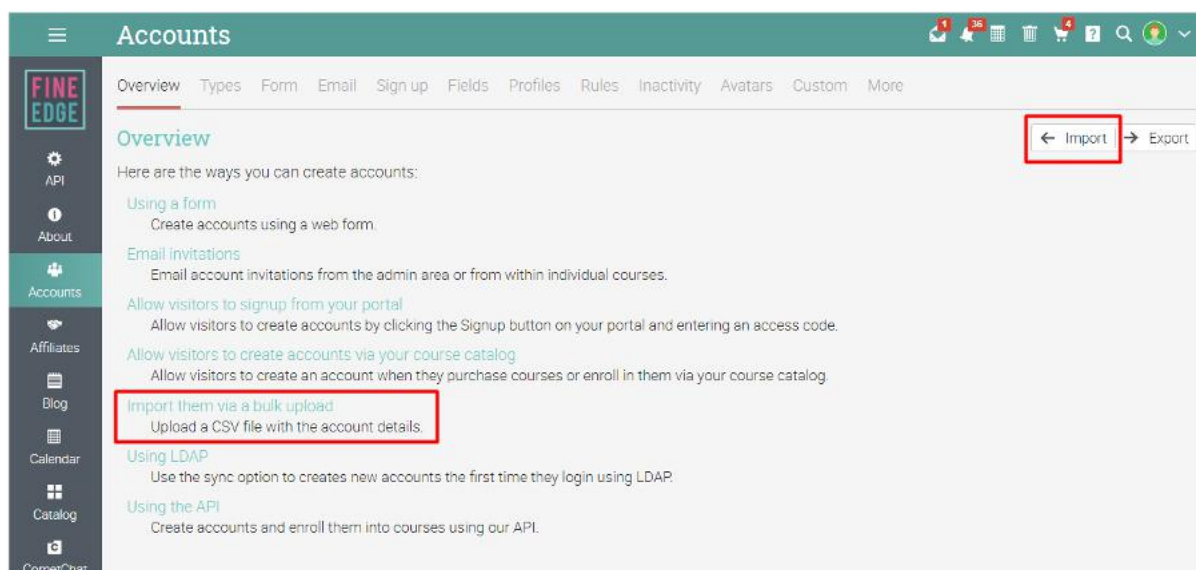 Accounts
1
36
4
FINE
EDGE
Overview Types Form Email Sign up Fields Profiles Rules Inactivity Avatars Custom More
Overview
← Import → Export
Here are the ways you can create accounts:
Using a form
Create accounts using a web form.
Email invitations
Email account invitations from the admin area or from within individual courses.
Allow visitors to signup from your portal
Allow visitors to create accounts by clicking the Signup button on your portal and entering an access code.
Allow visitors to create accounts via your course catalog
Allow visitors to create an account when they purchase courses or enroll in them via your course catalog.
Import them via a bulk upload
Upload a CSV file with the account details.
Using LDAP
Use the sync option to creates new accounts the first time they login using LDAP.
Using the API
Create accounts and enroll them into courses using our API.
API
About
Accounts
Affiliates
Blog
Calendar
Catalog
CometChat